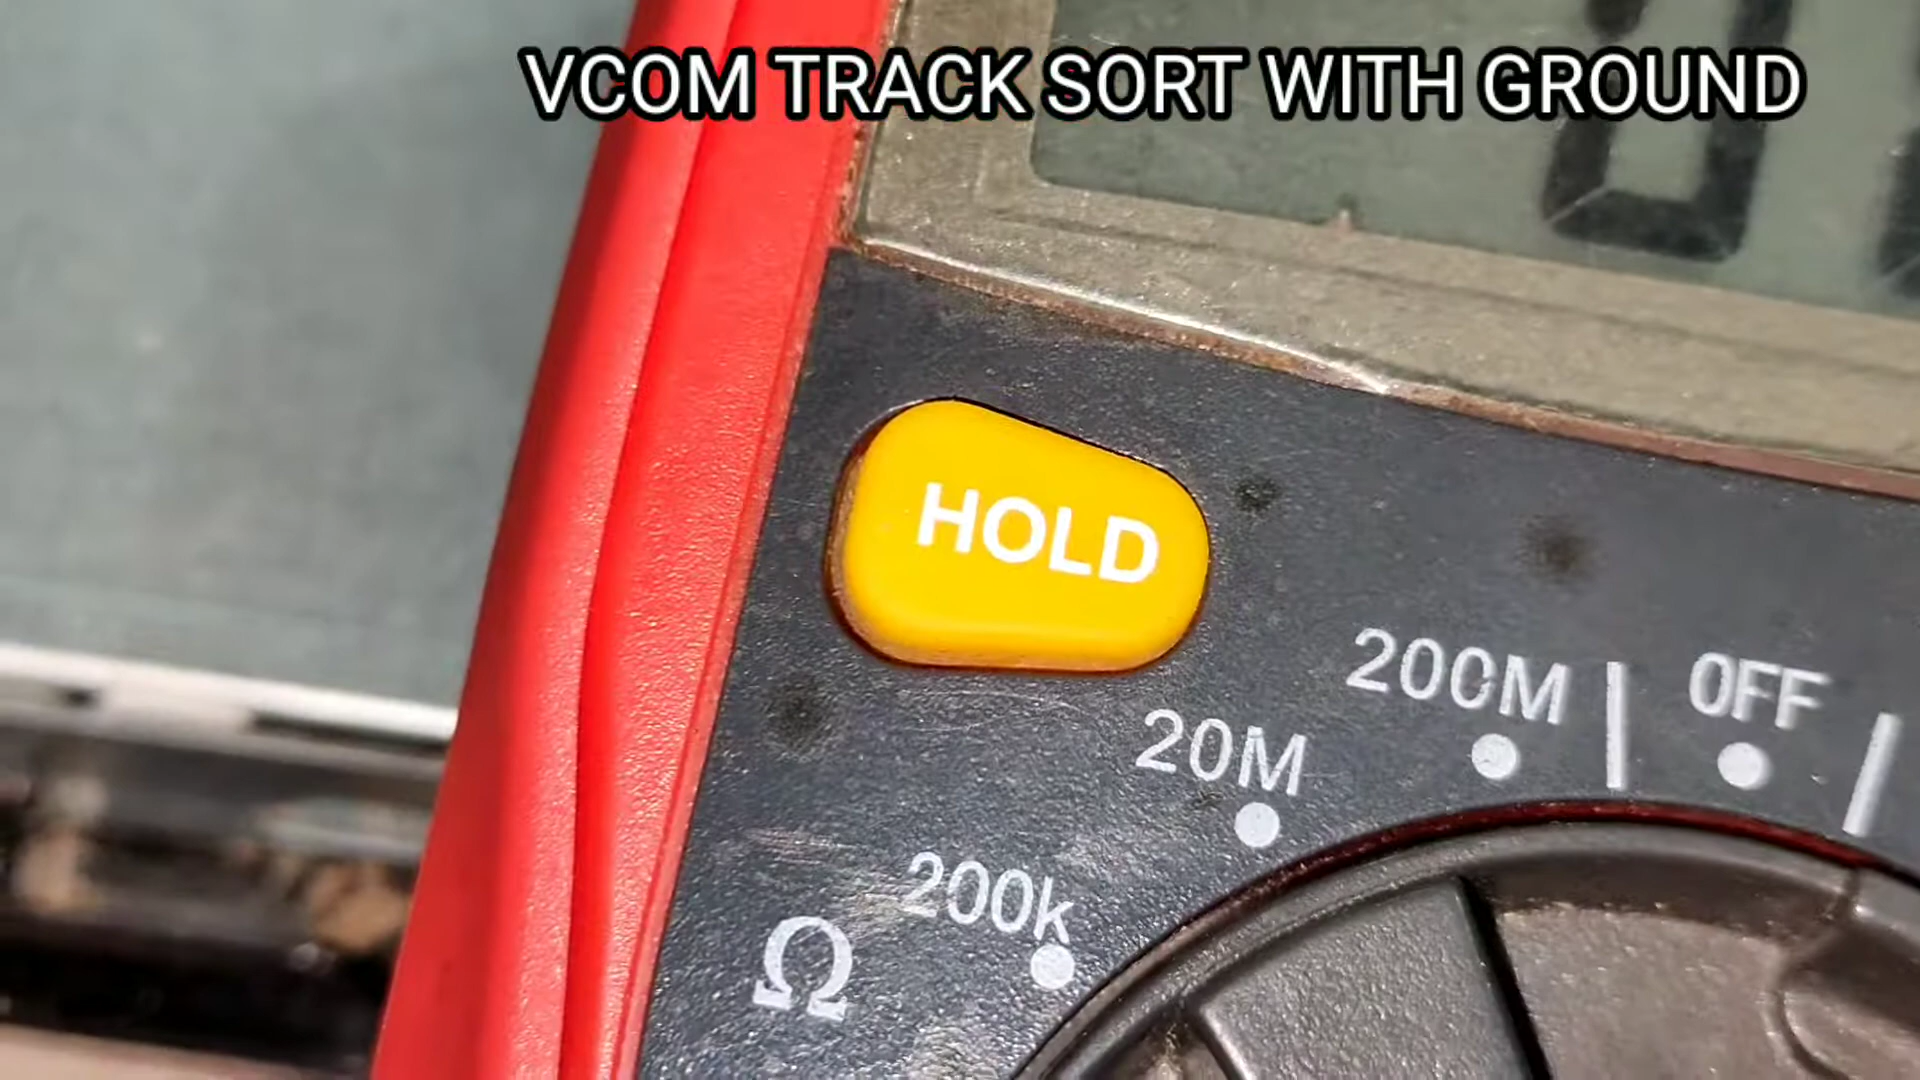 VCOM TRACK SORT WITH GROUND
HOLD
200M
OFF
20M
200k
Ω